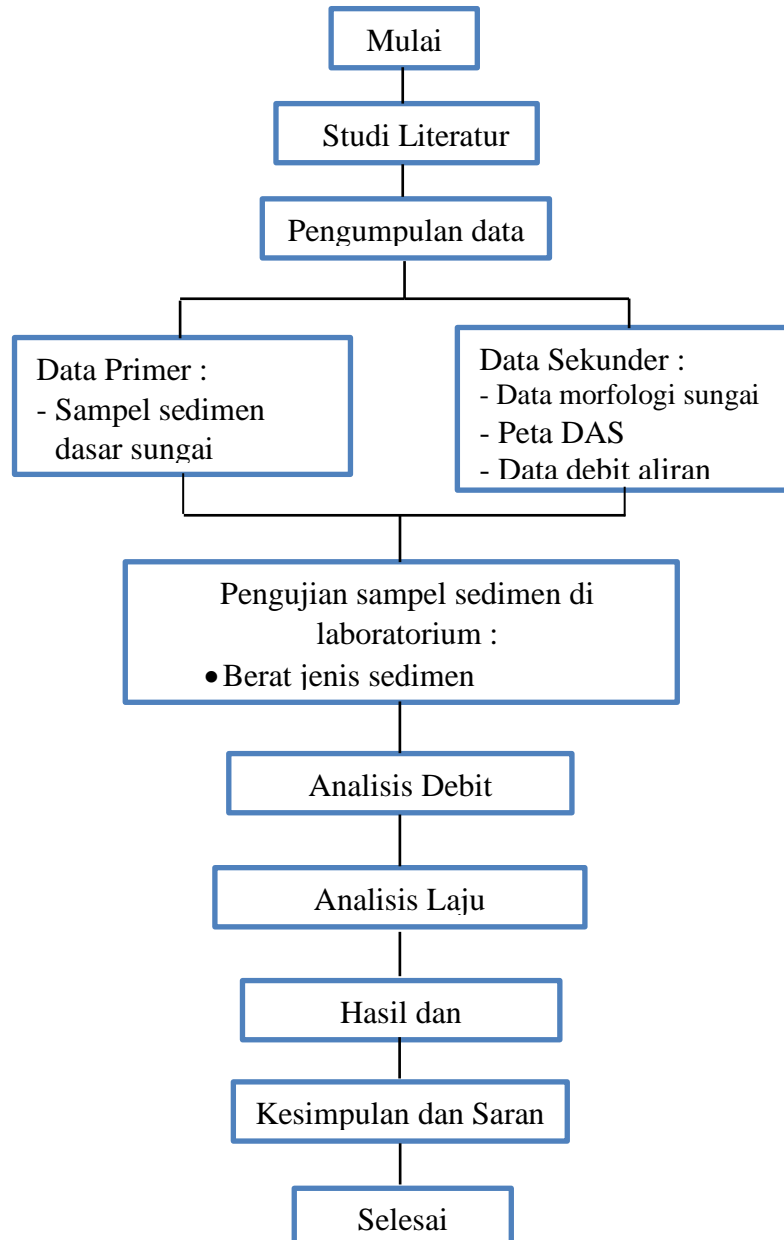 Mulai
Studi Literatur
Pengumpulan data
Data Primer :
- Sampel sedimen
dasar sungai
Data Sekunder :
- Data morfologi sungai
- Peta DAS
- Data debit aliran
Pengujian sampel sedimen di
laboratorium :
• Berat jenis sedimen
Analisis Debit
Analisis Laju
Hasil dan
Kesimpulan dan Saran
Selesai